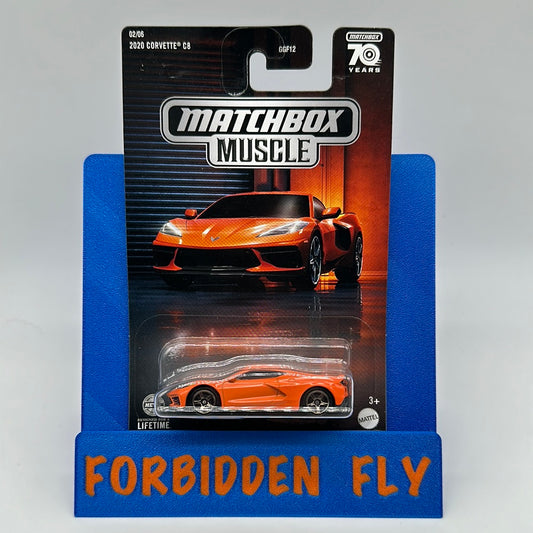 02/06
2020 CORVETTE® C8
GGF12
MATCHBOX
70
YEARS
MATCHBOX
MUSCLE
3+
MATTEL
LIFETIME
FORBIDDEN FLY